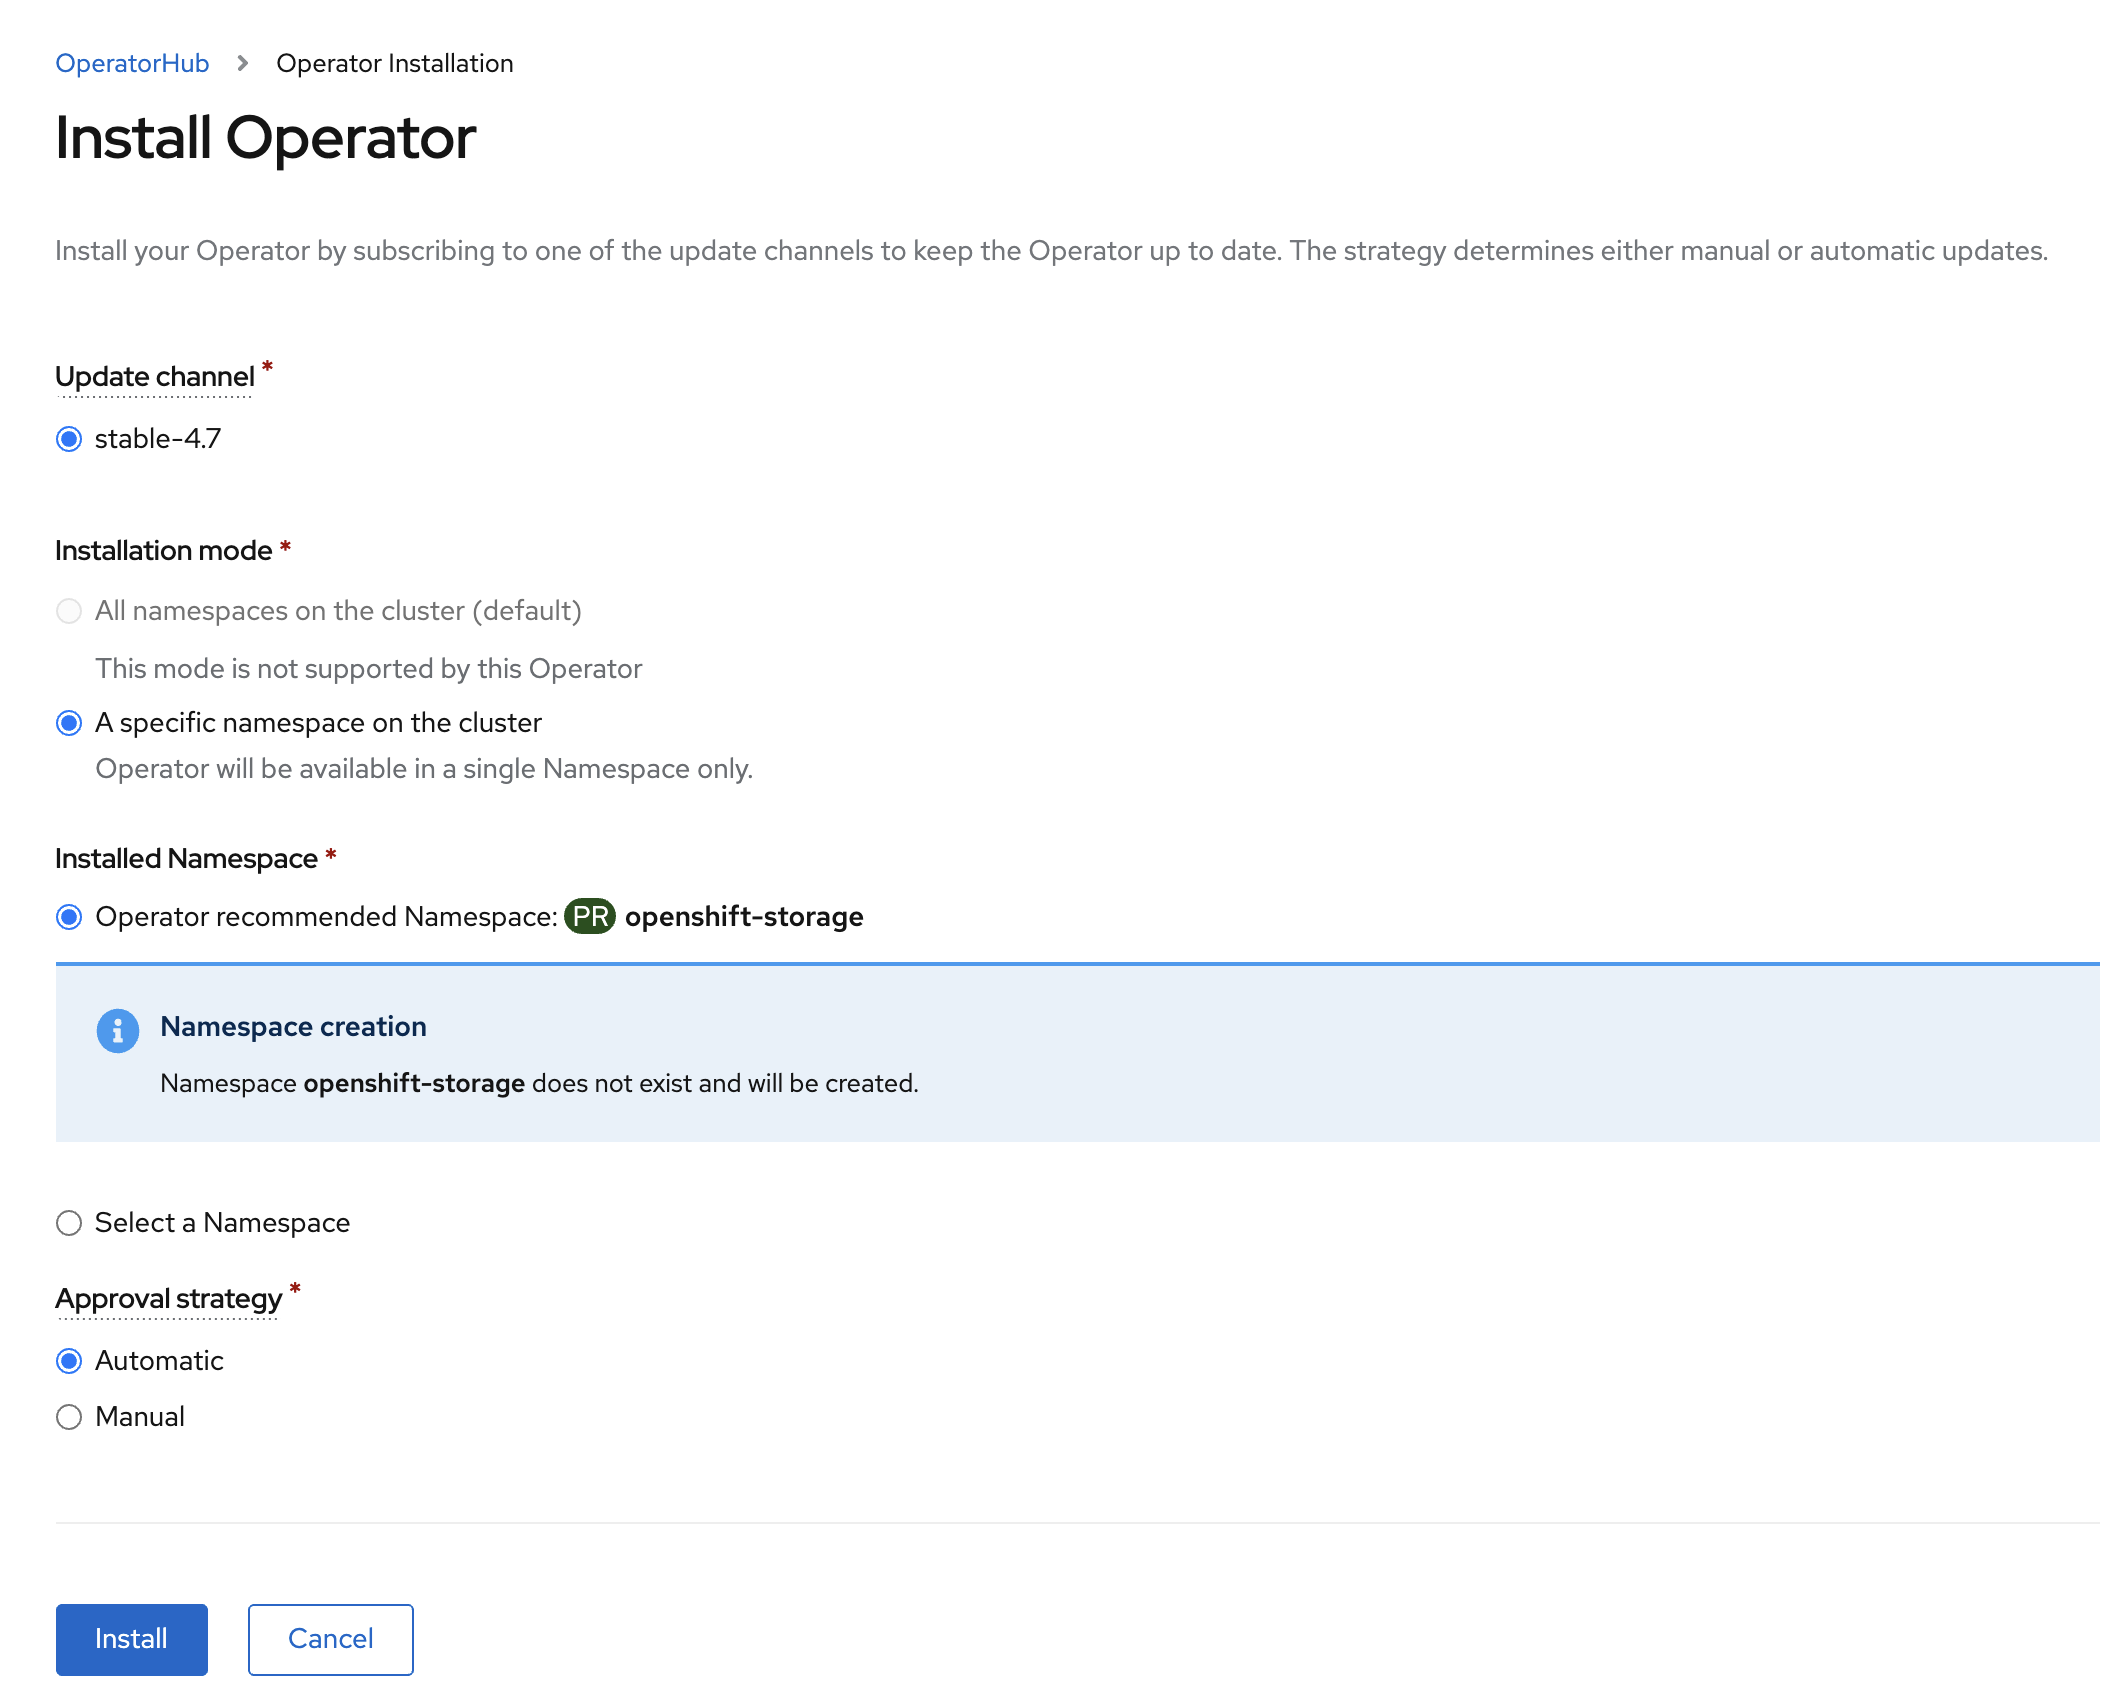 OperatorHub > Operator Installation
Install Operator
Install your Operator by subscribing to one of the update channels to keep the Operator up to date. The strategy determines either manual or automatic updates.
Update channel *
stable-4.7
Installation mode *
All namespaces on the cluster (default)
This mode is not supported by this Operator
A specific namespace on the cluster
Operator will be available in a single Namespace only.
Installed Namespace *
Operator recommended Namespace: PR openshift-storage
Namespace creation
Namespace openshift-storage does not exist and will be created.
Select a Namespace
Approval strategy *
Automatic
Manual
Install Cancel